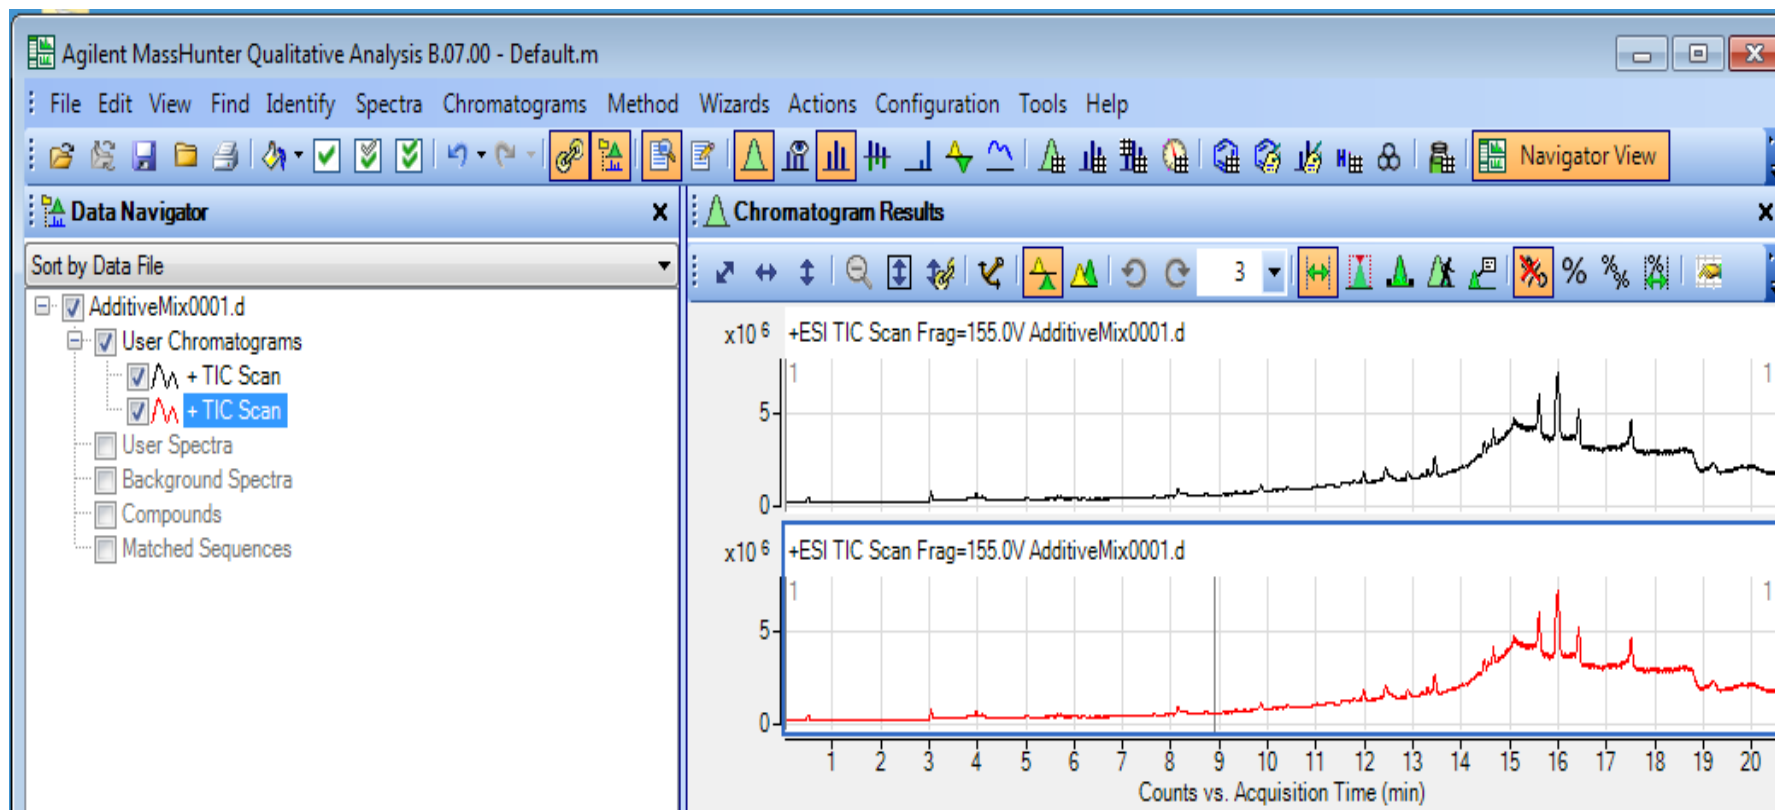 Agilent MassHunter Qualitative Analysis B.07.00 - Default.m
File Edit View Find Identify Spectra Chromatograms Method Wizards Actions Configuration Tools Help
Navigator View
Data Navigator
Chromatogram Results
Sort by Data File
3
AdditiveMix0001.d
User Chromatograms
+ TIC Scan
+ TIC Scan
User Spectra
Background Spectra
Compounds
Matched Sequences
x10 6 +ESI TIC Scan Frag=155.0V AdditiveMix0001.d
1 1
5
0
x10 6 +ESI TIC Scan Frag=155.0V AdditiveMix0001.d
1 1
5
0
1 2 3 4 5 6 7 8 9 10 11 12 13 14 15 16 17 18 19 20
Counts vs. Acquisition Time (min)